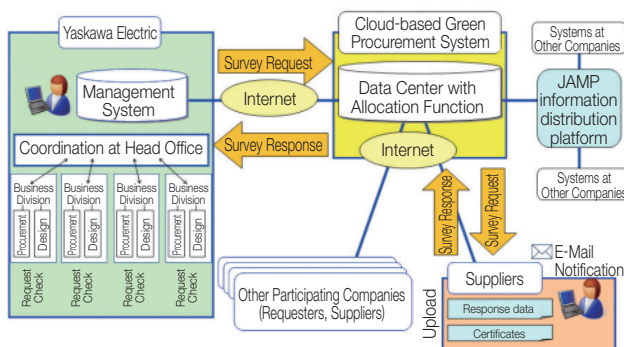 Yaskawa Electric
Management
System
Coordination at Head Office
Business
Division
Procurement
Design
Request
Check
Business
Division
Procurement
Design
Request
Check
Business
Division
Procurement
Design
Request
Check
Business
Division
Procurement
Design
Request
Check
Survey Request
Internet
Survey Response
Cloud-based Green
Procurement System
Data Center with
Allocation Function
Internet
Systems at
Other Companies
JAMP
information
distribution
platform
Systems at
Other Companies
Survey Response
Survey Request
Other Participating Companies
(Requesters, Suppliers)
E-Mail
Notification
Suppliers
Upload
Response data
Certificates